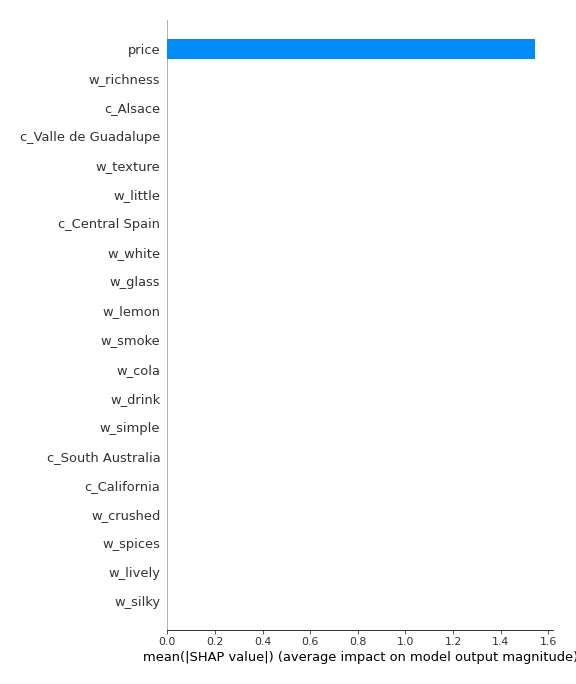 price
w_richness
c_Alsace
c_Valle de Guadalupe
w_texture
w_little
c_Central Spain
w_white
w_glass
w_lemon
w_smoke
w_cola
w_drink
w_simple
c_South Australia
c_California
w_crushed
w_spices
w_lively
w_silky
0.0 0.2 0.4 0.6 0.8 1.0 1.2 1.4 1.6
mean(|SHAP value|) (average impact on model output magnitude)